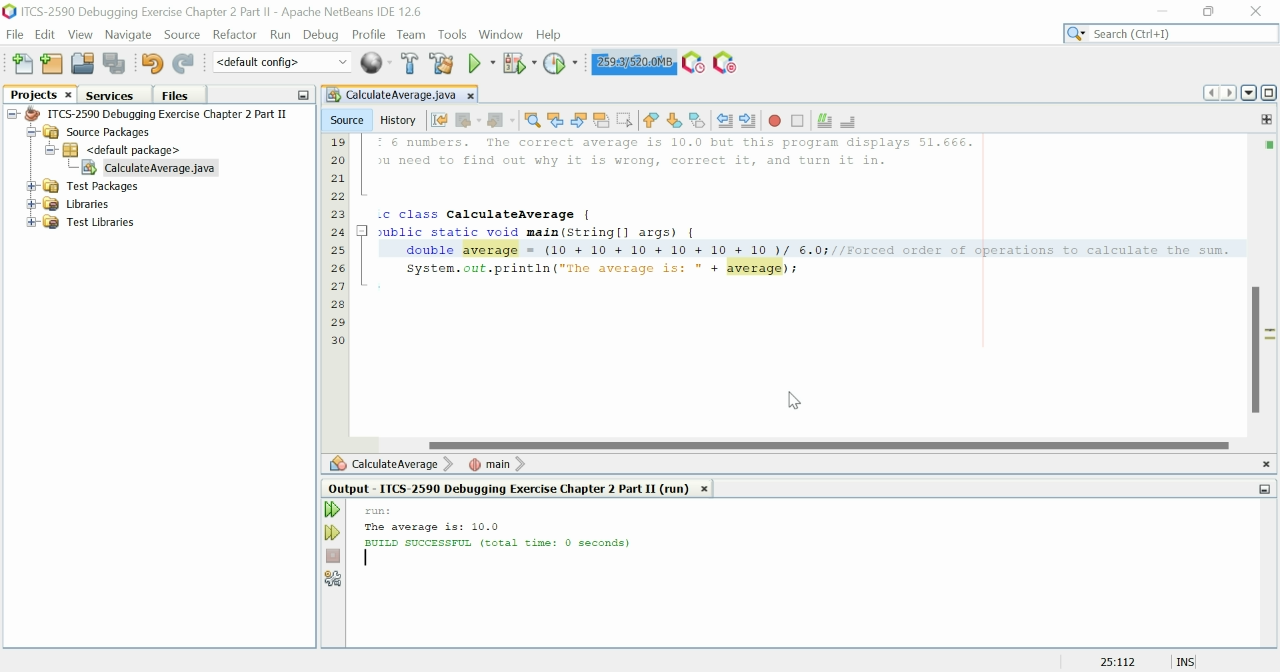 ITCS-2590 Debugging Exercise Chapter 2 Part II - Apache NetBeans IDE 12.6
File Edit View Navigate Source Refactor Run Debug Profile Team Tools Window Help
Search (Ctrl+I)
<default config>
259.3/520.0MB
Projects Services Files
CalculateAverage.java
ITCS-2590 Debugging Exercise Chapter 2 Part II
Source Packages
<default package>
CalculateAverage.java
Test Packages
Libraries
Test Libraries
Source History
19 6 numbers.  The correct average is 10.0 but this program displays 51.666.
20 u need to find out why it is wrong, correct it, and turn it in.
21
22
23 ic class CalculateAverage {
24 public static void main(String[] args) {
25 double average = (10 + 10 + 10 + 10 + 10 + 10 )/ 6.0;//Forced order of operations to calculate the sum.
26 System.out.println("The average is: " + average);
27
28
29
30
CalculateAverage main
Output - ITCS-2590 Debugging Exercise Chapter 2 Part II (run)
run:
The average is: 10.0
BUILD SUCCESSFUL (total time: 0 seconds)
25:112 INS